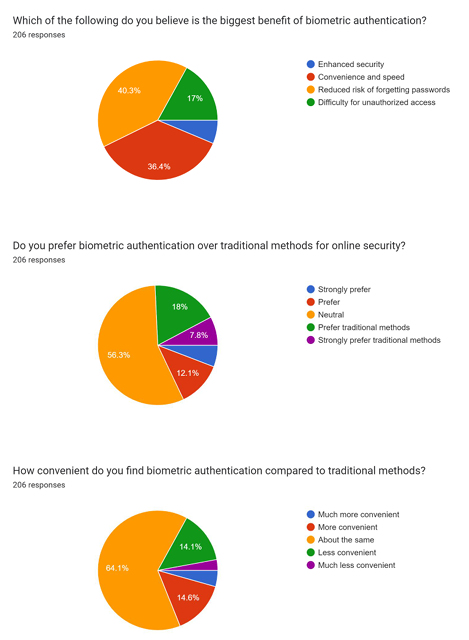 Which of the following do you believe is the biggest benefit of biometric authentication?
206 responses
Enhanced security
Convenience and speed
Reduced risk of forgetting passwords
Difficulty for unauthorized access
40.3%
17%
36.4%
Do you prefer biometric authentication over traditional methods for online security?
206 responses
Strongly prefer
Prefer
Neutral
Prefer traditional methods
Strongly prefer traditional methods
18%
7.8%
56.3%
12.1%
How convenient do you find biometric authentication compared to traditional methods?
206 responses
Much more convenient
More convenient
About the same
Less convenient
Much less convenient
14.1%
64.1%
14.6%